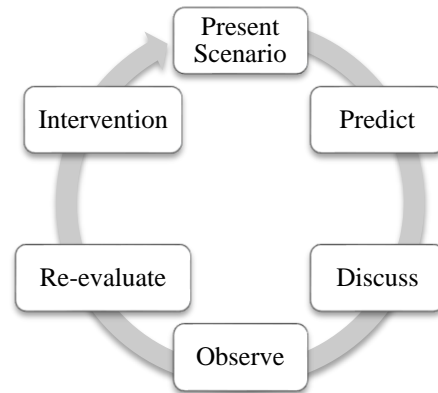 Present
Scenario
Predict
Discuss
Observe
Re-evaluate
Intervention